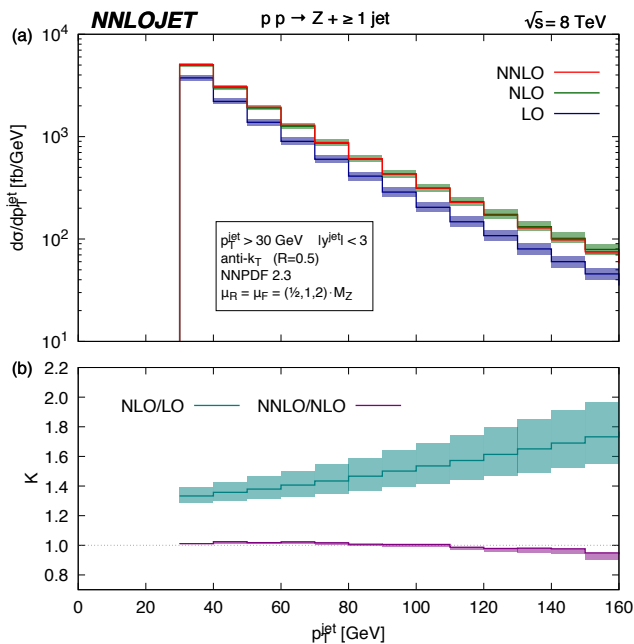 NNLOJET p p → Z + ≥ 1 jet √s = 8 TeV
(a)
dσ/dp_T^jet [fb/GeV]
10^4
10^3
10^2
10^1
NNLO
NLO
LO
p_T^jet > 30 GeV |y^jet| < 3
anti-k_T (R=0.5)
NNPDF 2.3
μ_R = μ_F = (½,1,2)·M_Z
(b)
K
2.2
2.0
1.8
1.6
1.4
1.2
1.0
0.8
NLO/LO NNLO/NLO
0 20 40 60 80 100 120 140 160
p_T^jet [GeV]